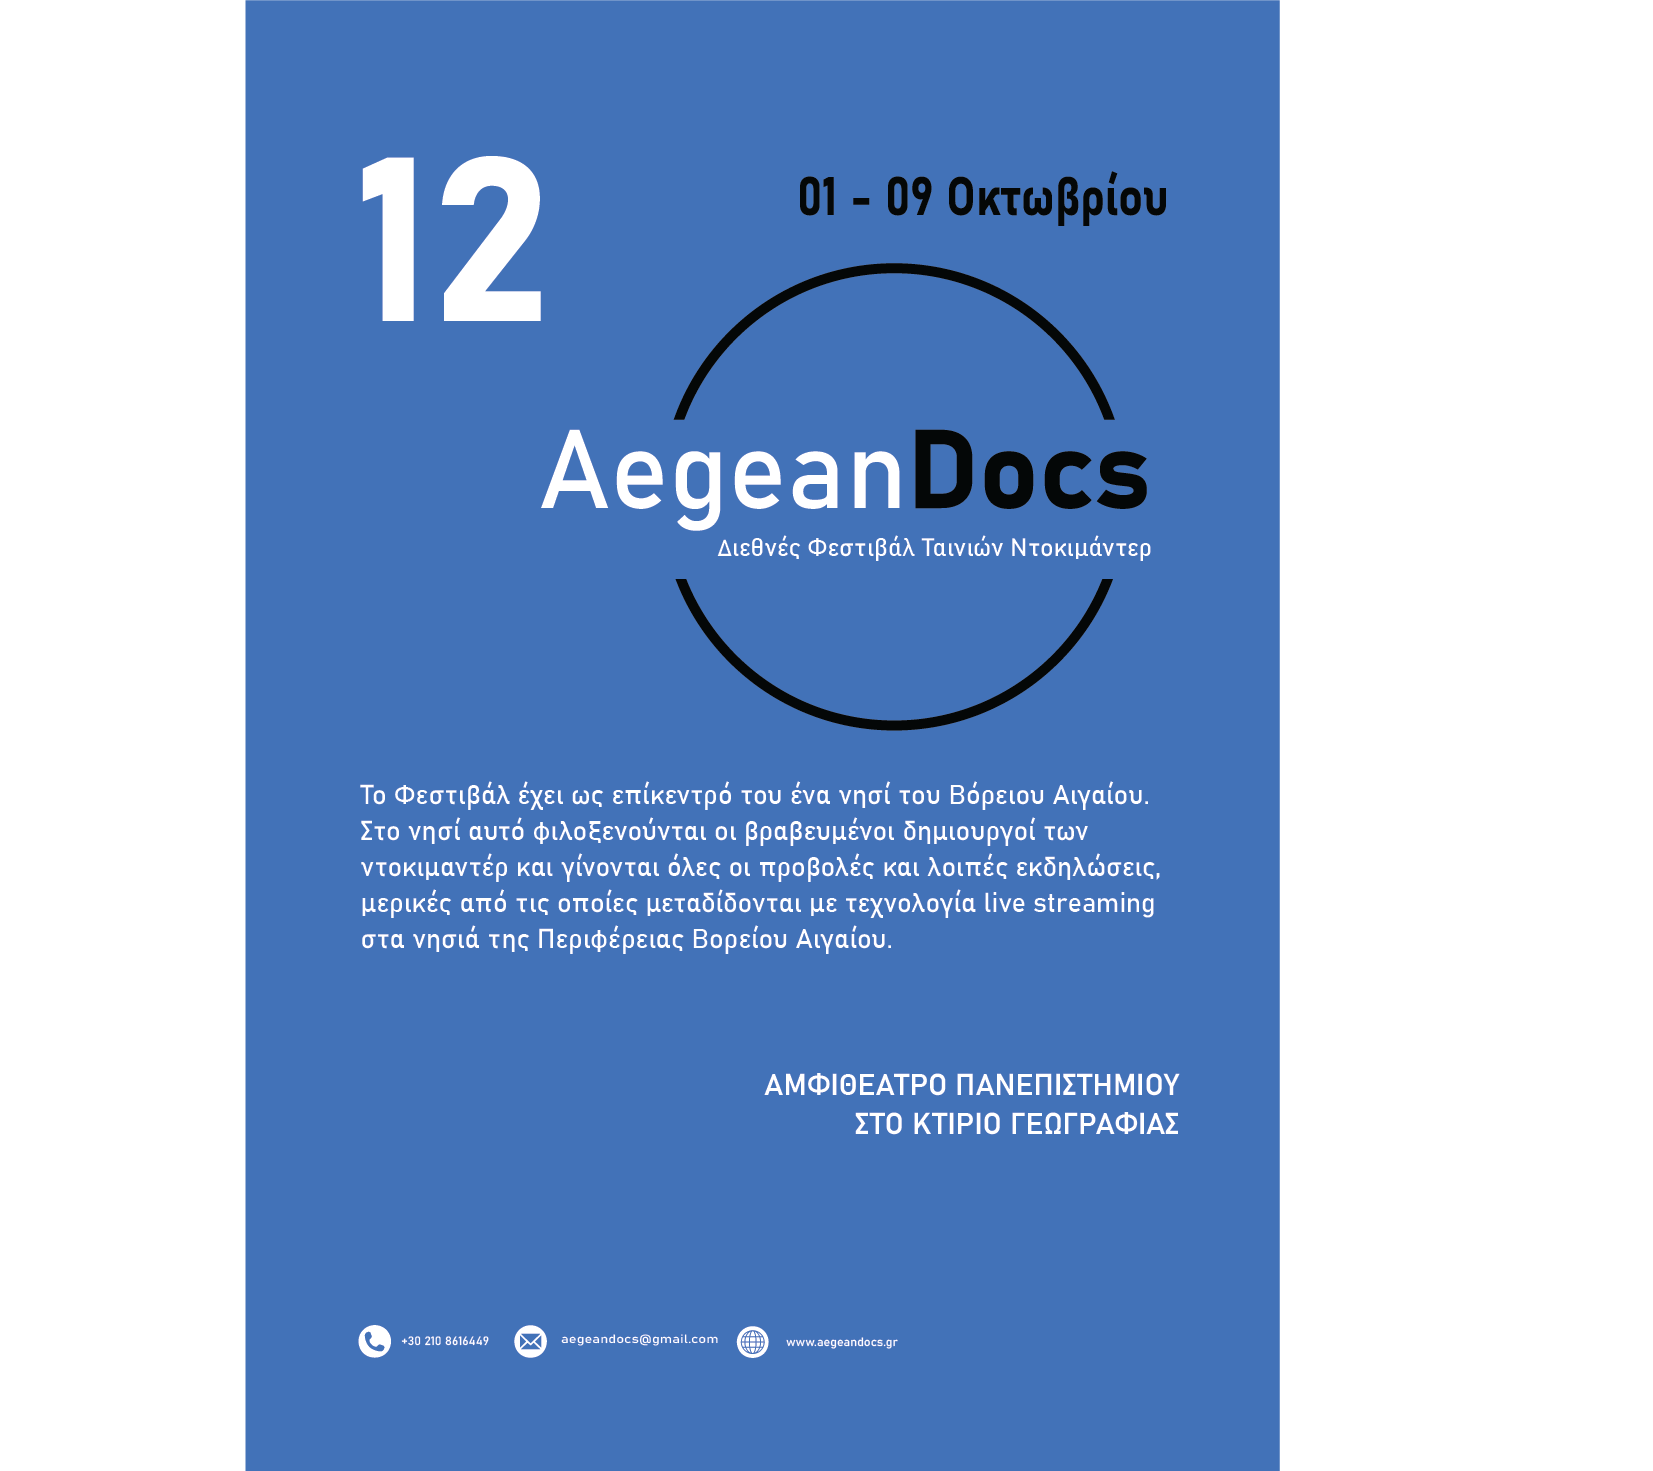 12
01 - 09 Οκτωβρίου
AegeanDocs
Διεθνές Φεστιβάλ Ταινιών Ντοκιμάντερ
Το Φεστιβάλ έχει ως επίκεντρό του ένα νησί του Βόρειου Αιγαίου.
Στο νησί αυτό φιλοξενούνται οι βραβευμένοι δημιουργοί των
ντοκιμαντέρ και γίνονται όλες οι προβολές και λοιπές εκδηλώσεις,
μερικές από τις οποίες μεταδίδονται με τεχνολογία live streaming
στα νησιά της Περιφέρειας Βορείου Αιγαίου.
ΑΜΦΙΘΕΑΤΡΟ ΠΑΝΕΠΙΣΤΗΜΙΟΥ
ΣΤΟ ΚΤΙΡΙΟ ΓΕΩΓΡΑΦΙΑΣ
+30 210 8616449 aegeandocs@gmail.com www.aegeandocs.gr